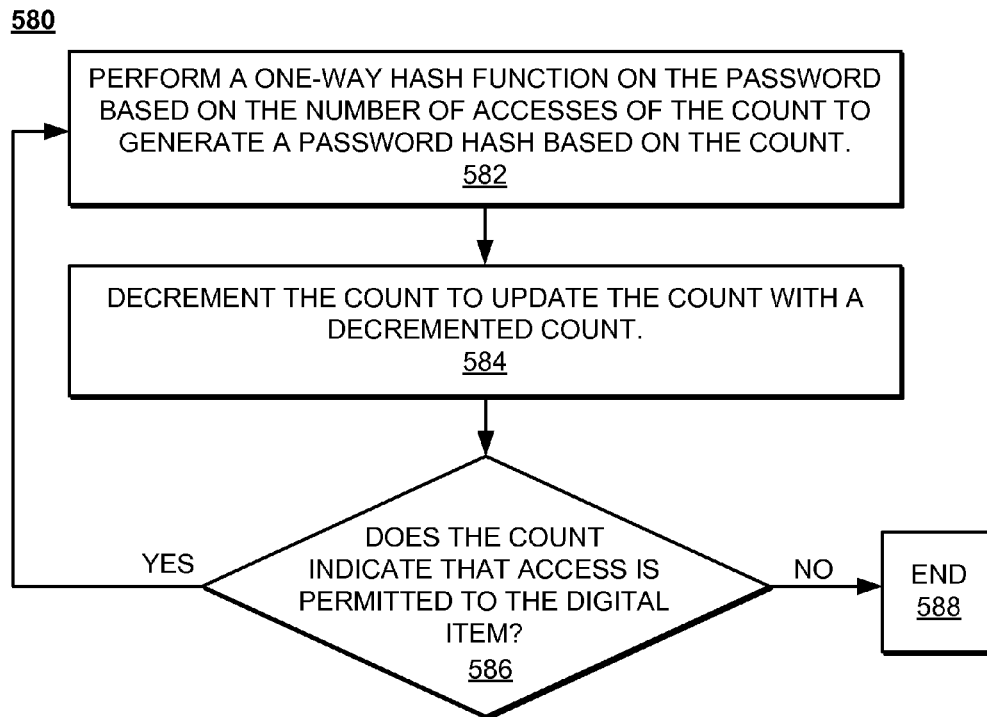 580
PERFORM A ONE-WAY HASH FUNCTION ON THE PASSWORD
BASED ON THE NUMBER OF ACCESSES OF THE COUNT TO
GENERATE A PASSWORD HASH BASED ON THE COUNT.
582
DECREMENT THE COUNT TO UPDATE THE COUNT WITH A
DECREMENTED COUNT.
584
DOES THE COUNT
INDICATE THAT ACCESS IS
PERMITTED TO THE DIGITAL
ITEM?
586
YES
NO
END
588